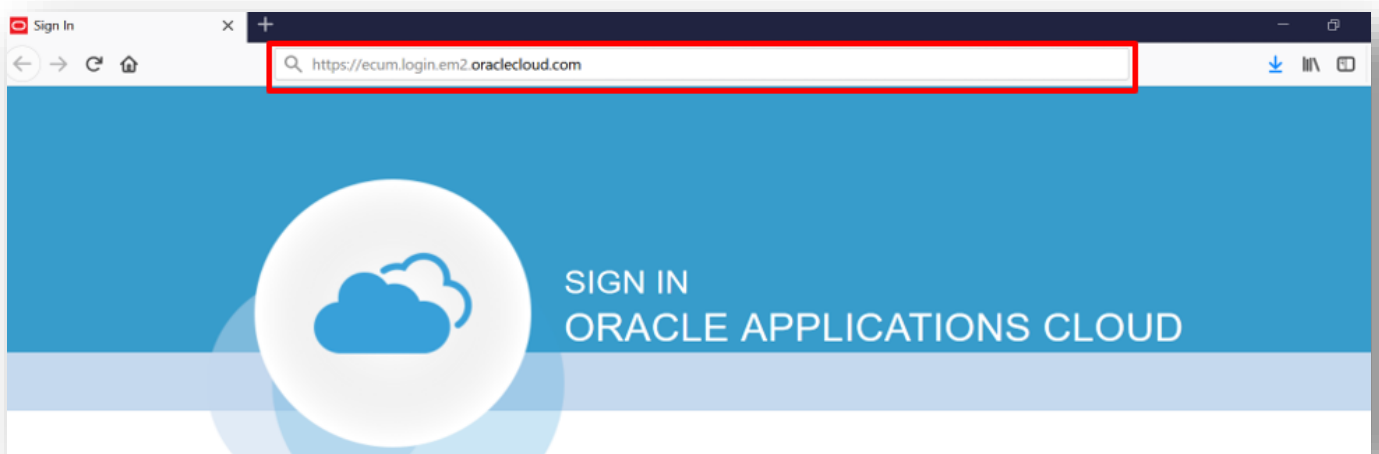 Sign In
https://ecum.login.em2.oraclecloud.com
SIGN IN
ORACLE APPLICATIONS CLOUD